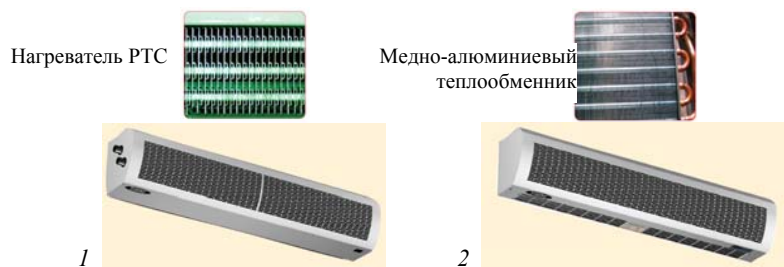 Нагреватель PTC
Медно-алюминиевый
теплообменник
1
2